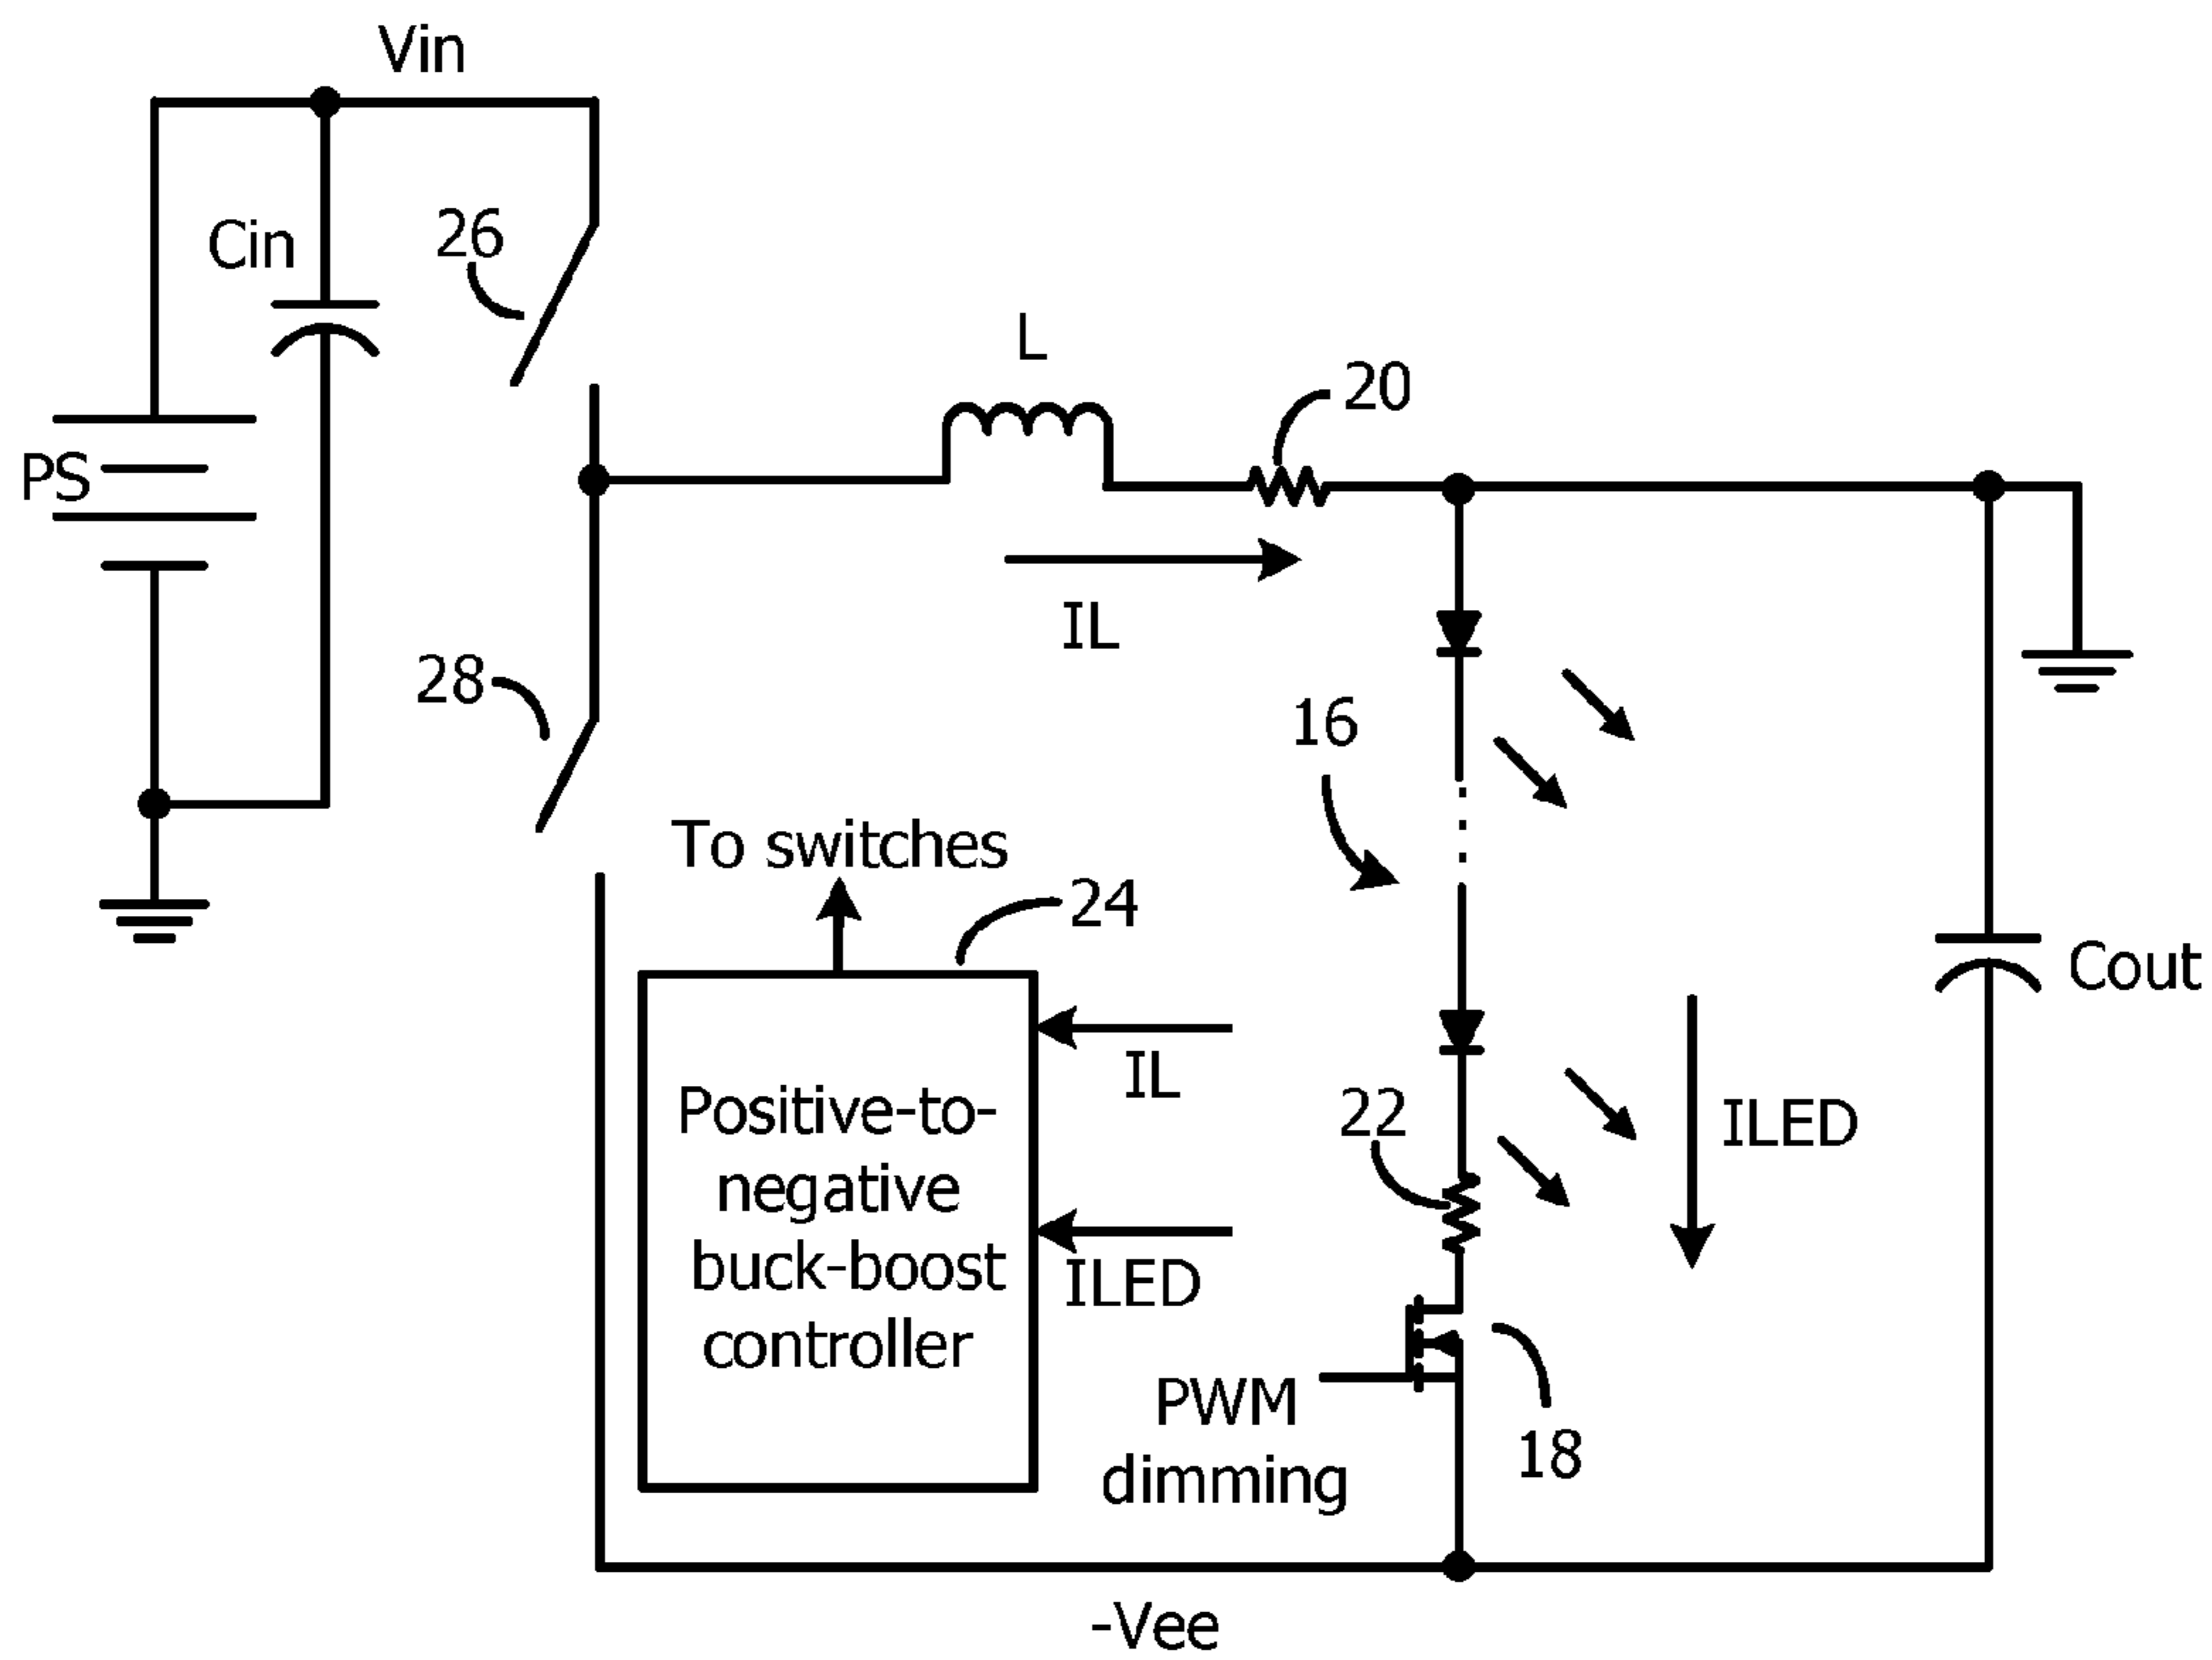 Vin
Cin
26
L
20
PS
IL
28
16
To switches
24
Cout
IL
Positive-to-
negative
buck-boost
controller
22
ILED
ILED
PWM
dimming
18
-Vee